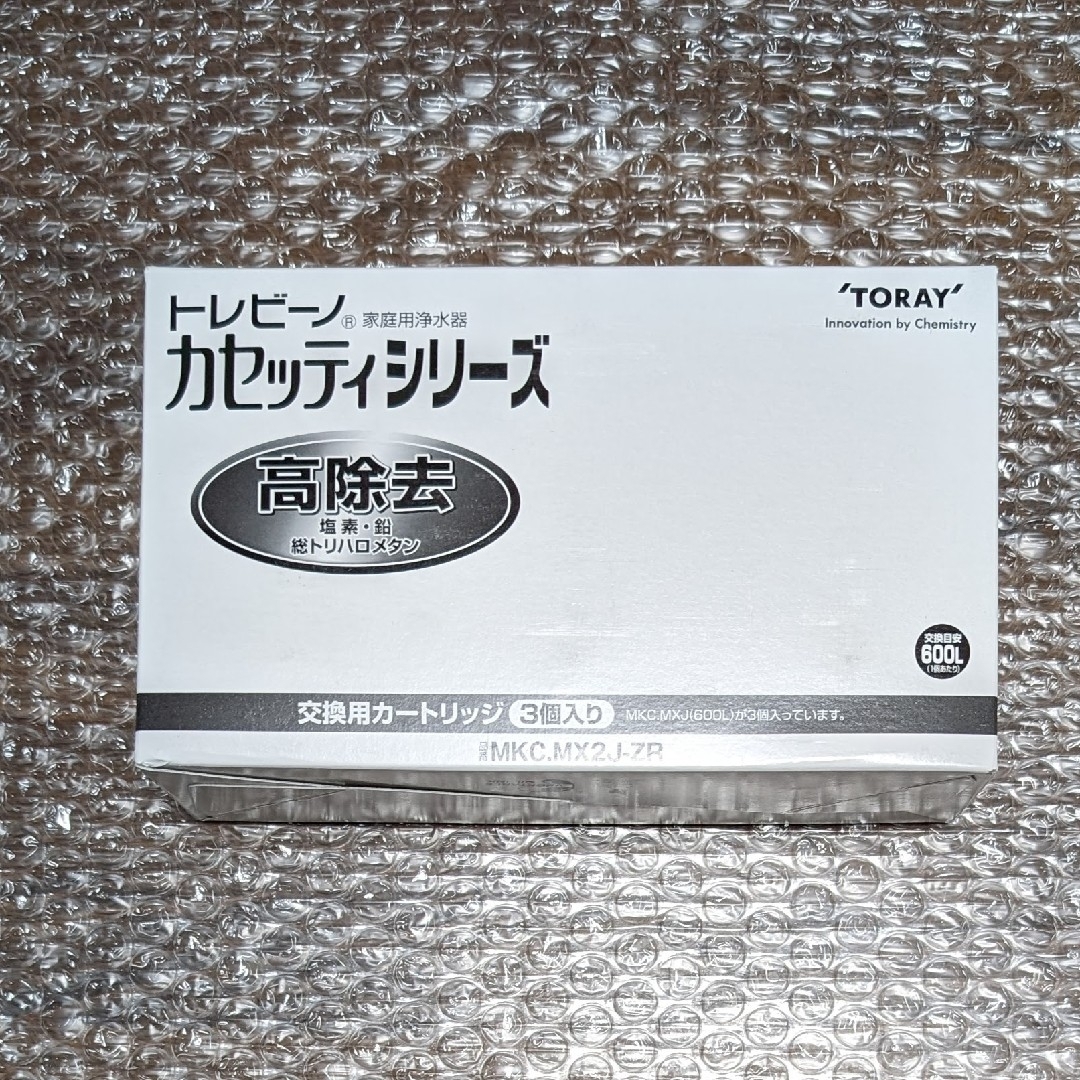 トレビーノ® 家庭用浄水器
カセッティシリーズ
'TORAY'
Innovation by Chemistry
高除去
塩素・鉛
総トリハロメタン
交換目安
600L
(1個あたり)
交換用カートリッジ 3個入り MKC.MXJ(600L)が3個入っています。
MKC.MX2J-ZR